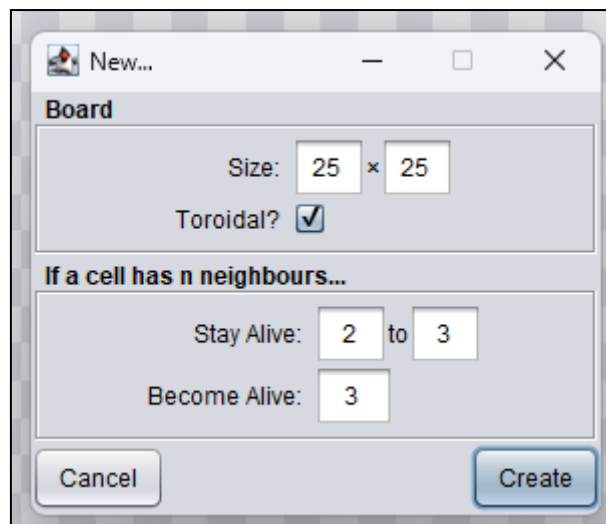 New...
Board
Size: 25 × 25
Toroidal?
If a cell has n neighbours...
Stay Alive: 2 to 3
Become Alive: 3
Cancel Create